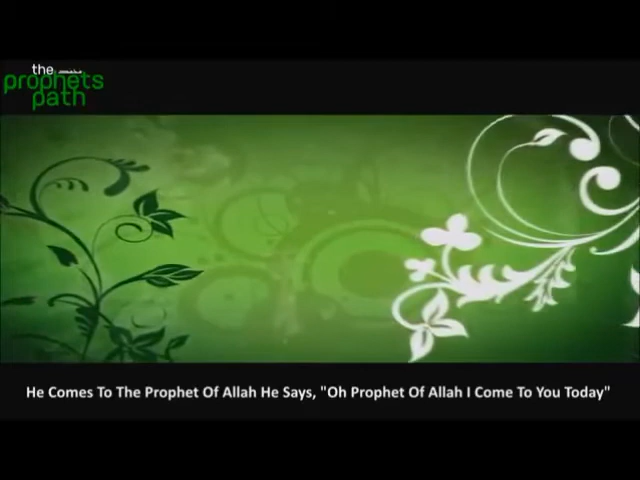 the
prophets
path
He Comes To The Prophet Of Allah He Says, "Oh Prophet Of Allah I Come To You Today"